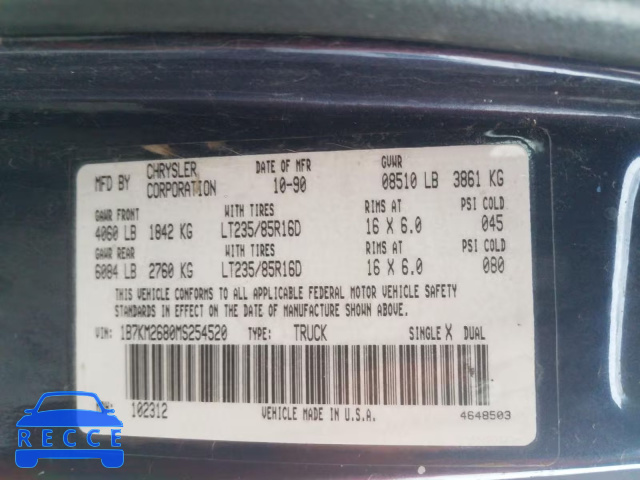 MFD BY CHRYSLER CORPORATION DATE OF MFR 10-90 GVWR 08510 LB 3861 KG
GAWR FRONT WITH TIRES RIMS AT PSI COLD
4060 LB 1842 KG LT235/85R16D 16 X 6.0 045
GAWR REAR WITH TIRES RIMS AT PSI COLD
6084 LB 2760 KG LT235/85R16D 16 X 6.0 080
THIS VEHICLE CONFORMS TO ALL APPLICABLE FEDERAL MOTOR VEHICLE SAFETY
STANDARDS IN EFFECT ON THE DATE OF MANUFACTURE SHOWN ABOVE.
VIN: 1B7KM2680MS254520 TYPE: TRUCK SINGLE X DUAL
102312 VEHICLE MADE IN U.S.A. 4648503
RECCE